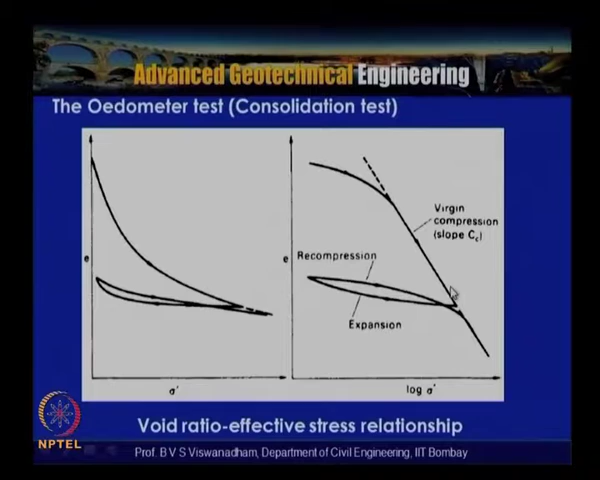 Advanced Geotechnical Engineering
The Oedometer test (Consolidation test)
Virgin
compression
(slope Cc)
e
e
Recompression
Expansion
σ'
log σ'
Void ratio-effective stress relationship
NPTEL
Prof. B V S Viswanadham, Department of Civil Engineering, IIT Bombay